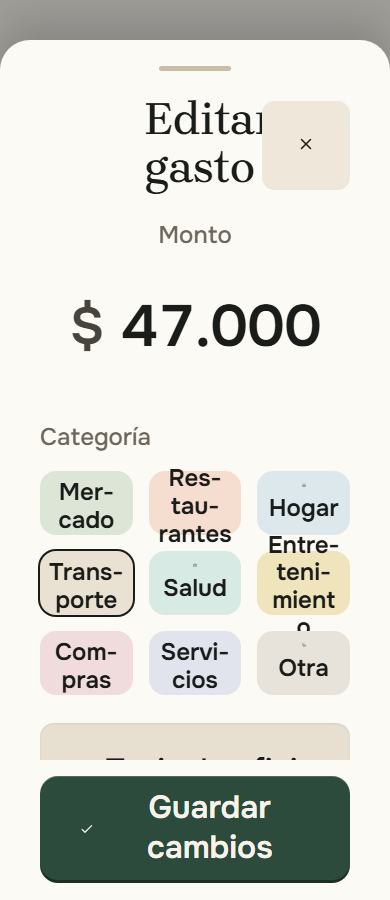 Editar
gasto
Monto
$ 47.000
Categoría
Mer-
cado
Res-
tau-
rantes
Hogar
Trans-
porte
Salud
Entre-
teni-
mient
o
Com-
pras
Servi-
cios
Otra
Guardar
cambios